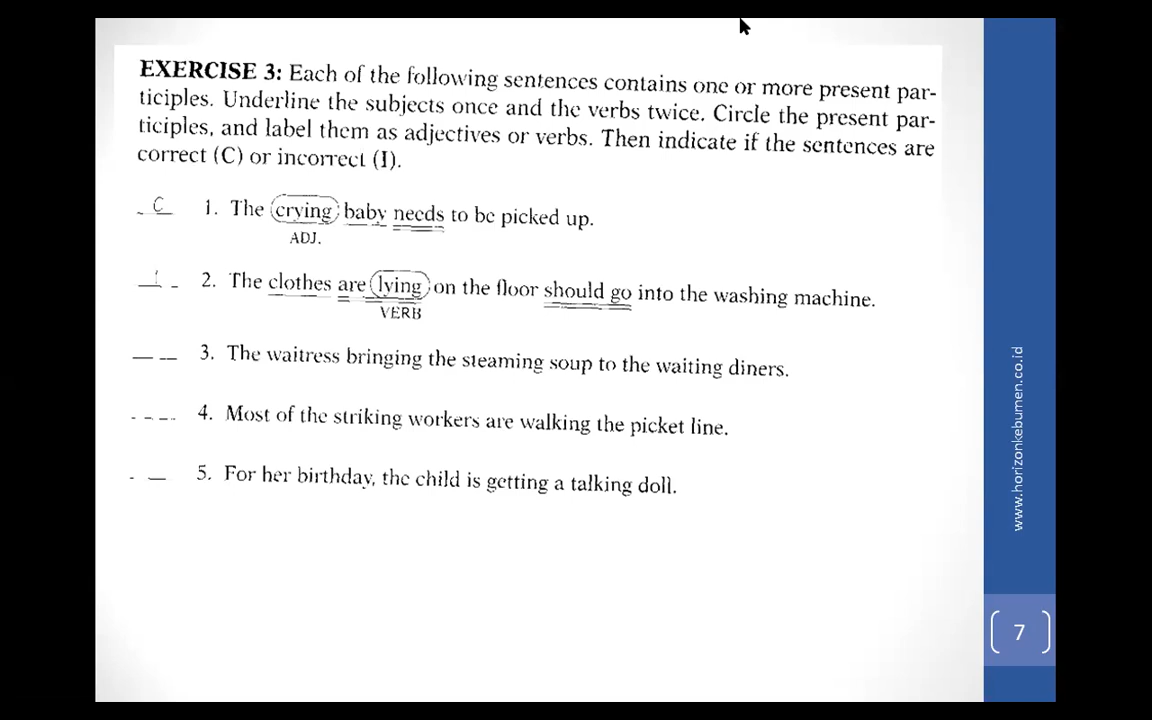 EXERCISE 3: Each of the following sentences contains one or more present par-
ticiples. Underline the subjects once and the verbs twice. Circle the present par-
ticiples, and label them as adjectives or verbs. Then indicate if the sentences are
correct (C) or incorrect (I).
C 1. The crying baby needs to be picked up.
ADJ.
I 2. The clothes are lying on the floor should go into the washing machine.
VERB
3. The waitress bringing the steaming soup to the waiting diners.
4. Most of the striking workers are walking the picket line.
5. For her birthday, the child is getting a talking doll.
www.horizonkebumen.co.id
7